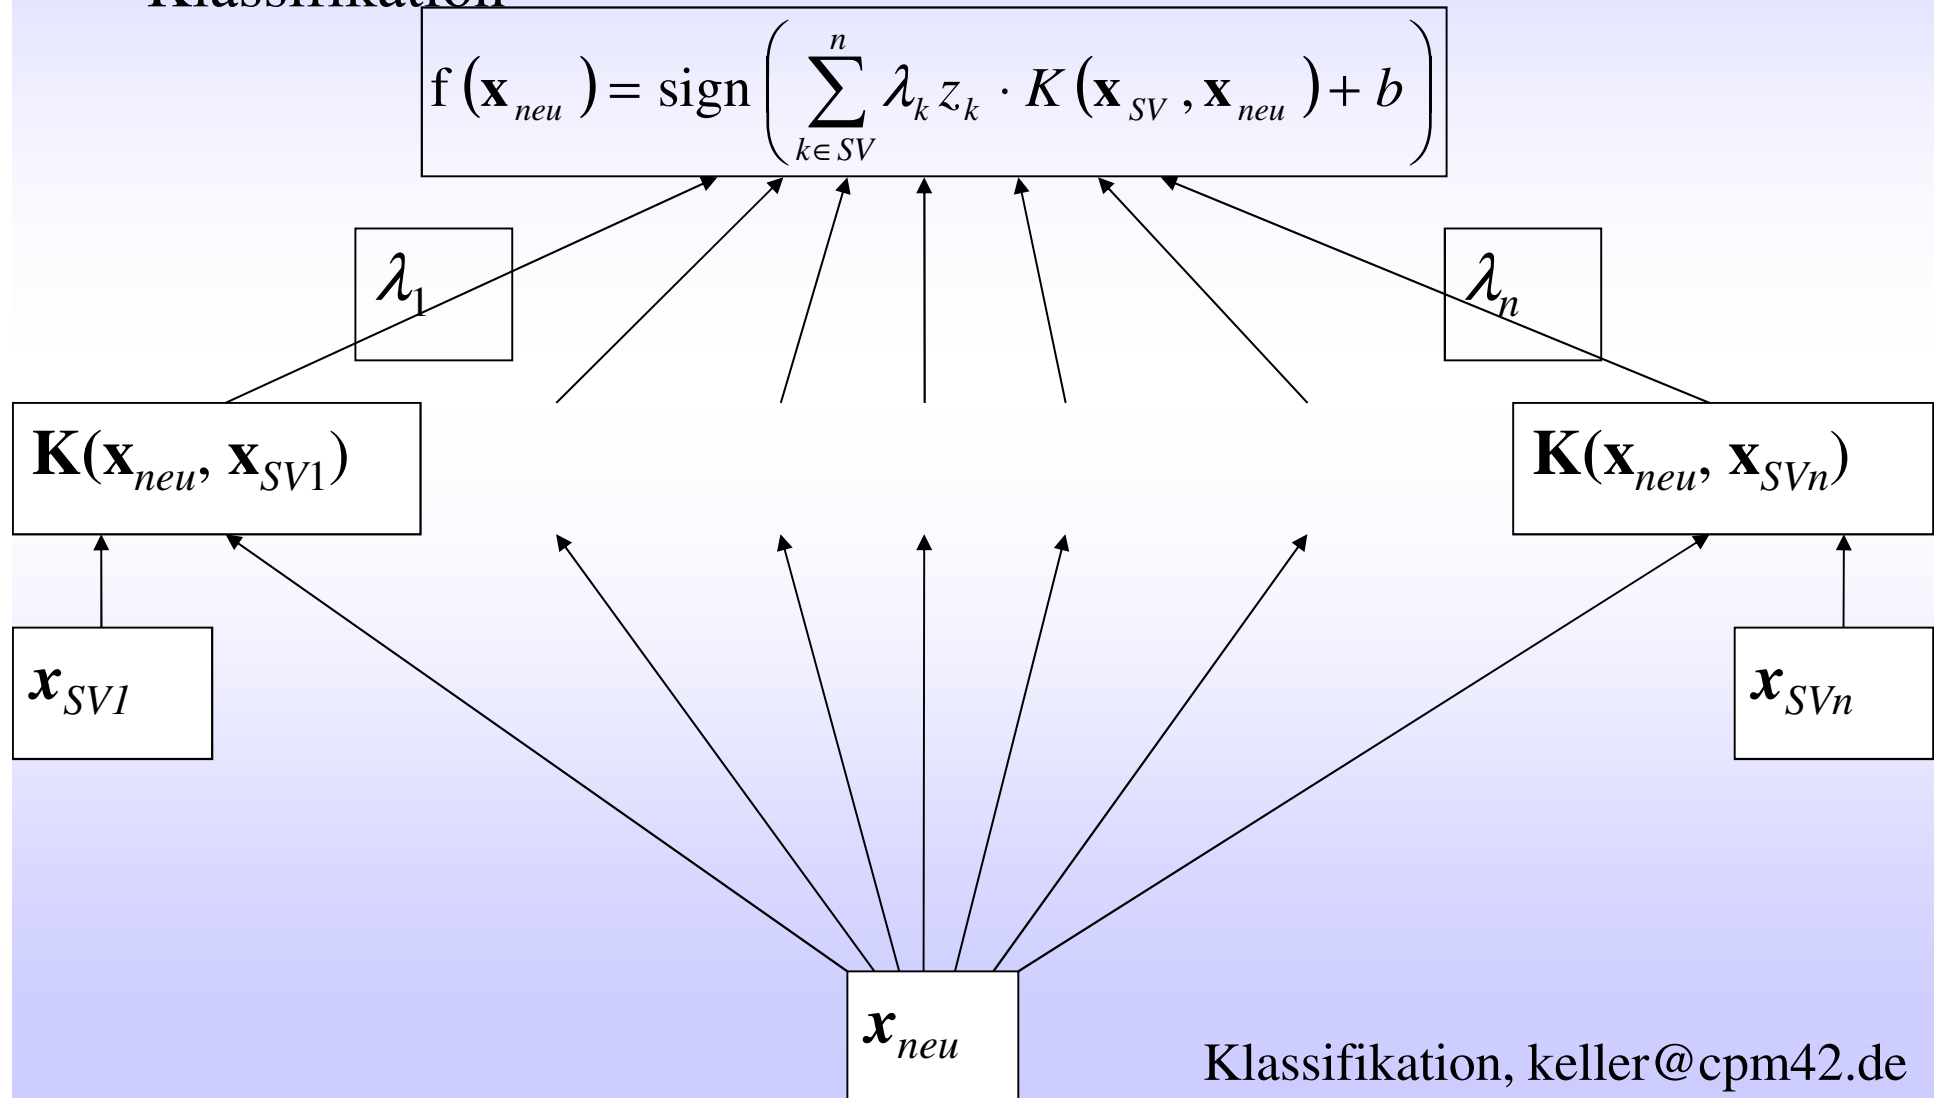 Klassifikation
f(x_neu) = sign( ∑_{k∈SV}^{n} λ_k z_k · K(x_SV, x_neu) + b )
λ_1
λ_n
K(x_neu, x_SV1)
K(x_neu, x_SVn)
x_SV1
x_SVn
x_neu
Klassifikation, keller@cpm42.de